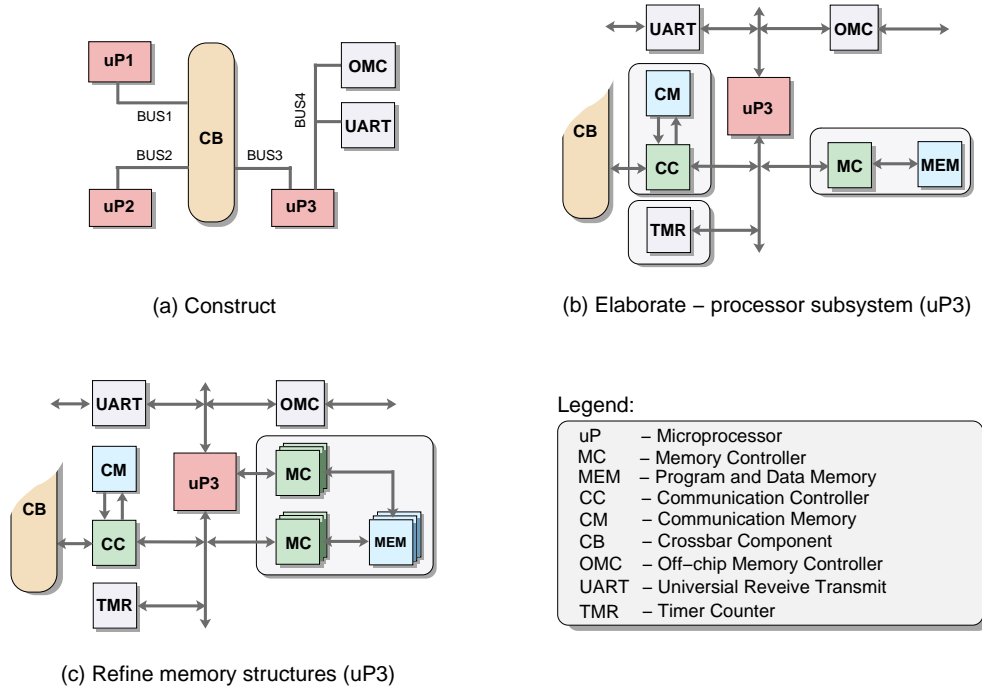 uP1
BUS1
BUS2
uP2
CB
BUS3
uP3
BUS4
OMC
UART
(a) Construct
UART
OMC
CB
CM
CC
uP3
MC
MEM
TMR
(b) Elaborate − processor subsystem (uP3)
UART
OMC
CB
CM
CC
uP3
MC
MC
MEM
TMR
(c) Refine memory structures (uP3)
Legend:
uP − Microprocessor
MC − Memory Controller
MEM − Program and Data Memory
CC − Communication Controller
CM − Communication Memory
CB − Crossbar Component
OMC − Off−chip Memory Controller
UART − Universial Reveive Transmit
TMR − Timer Counter